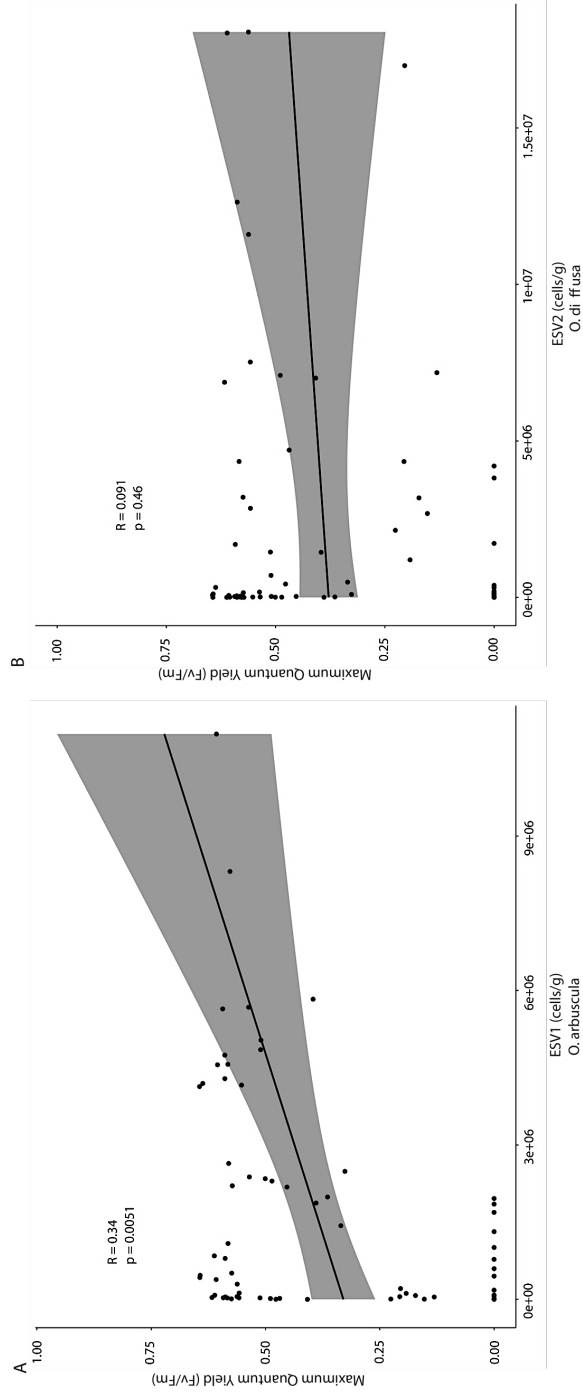 A
R = 0.34
p = 0.0051
Maximum Quantum Yield (Fv/Fm)
1.00
0.75
0.50
0.25
0.00
0e+00
3e+06
6e+06
9e+06
ESV1 (cells/g)
O. arbuscula
B
R = 0.091
p = 0.46
Maximum Quantum Yield (Fv/Fm)
1.00
0.75
0.50
0.25
0.00
0e+00
5e+06
1e+07
1.5e+07
ESV2 (cells/g)
O. di ff usa